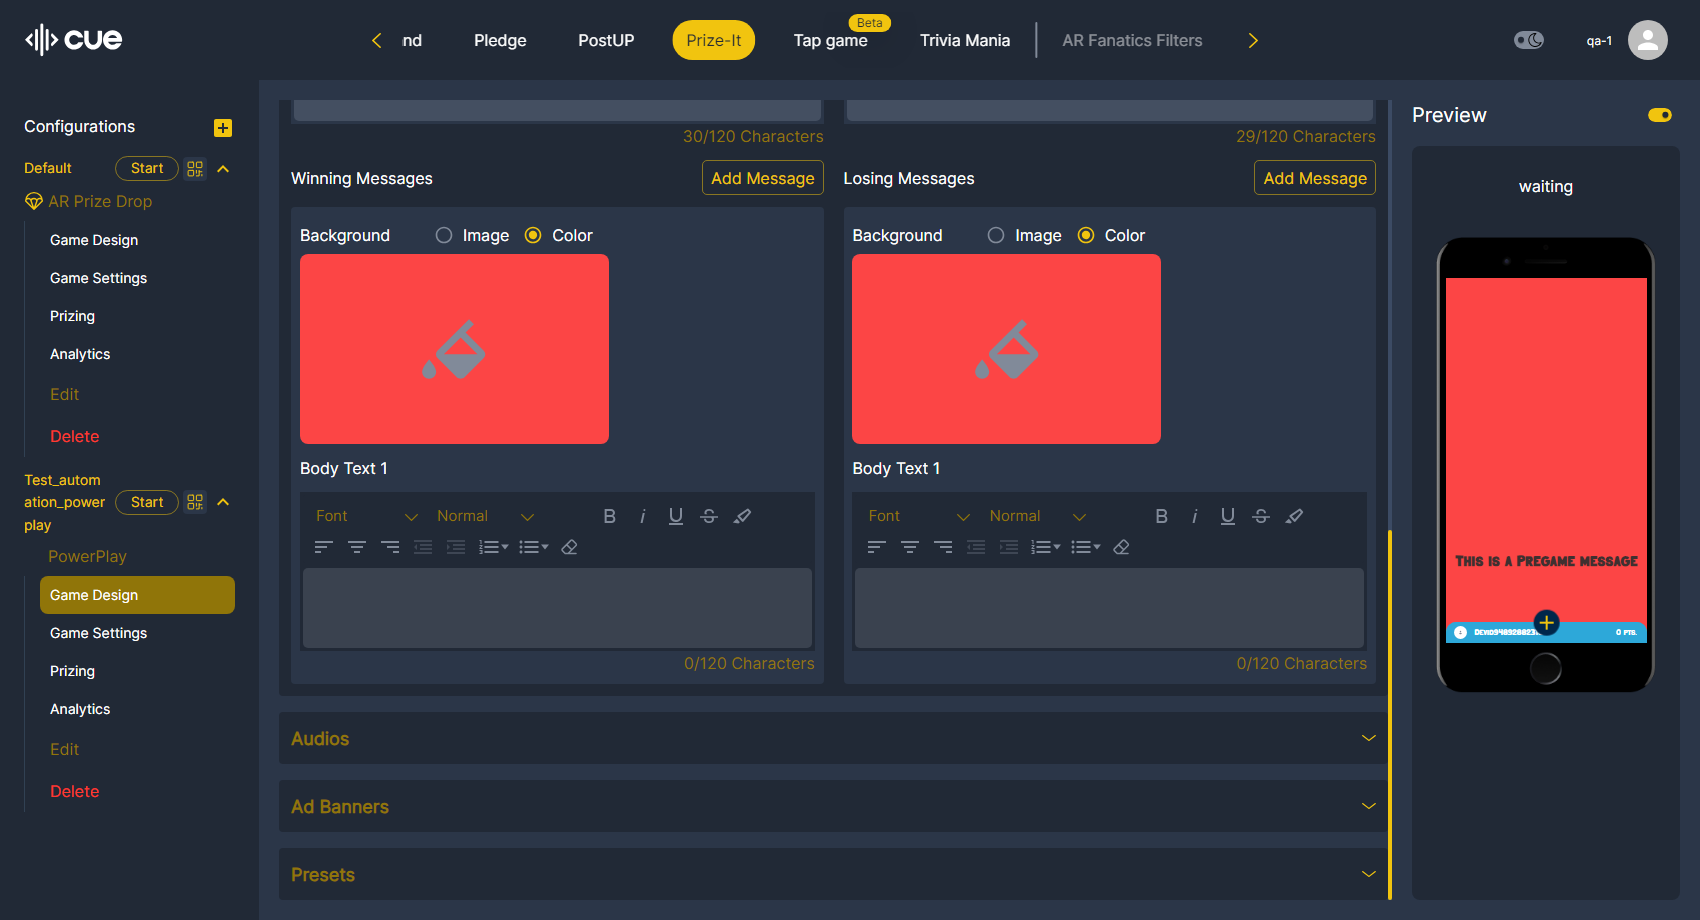 cue
nd
Pledge
PostUP
Prize-It
Beta
Tap game
Trivia Mania
AR Fanatics Filters
qa-1
Configurations
Default
Start
AR Prize Drop
Game Design
Game Settings
Prizing
Analytics
Edit
Delete
Test_autom
ation_power
play
Start
PowerPlay
Game Design
Game Settings
Prizing
Analytics
Edit
Delete
30/120 Characters
29/120 Characters
Winning Messages
Add Message
Losing Messages
Add Message
Background
Image
Color
Background
Image
Color
Body Text 1
Body Text 1
Font
Normal
Font
Normal
0/120 Characters
0/120 Characters
Audios
Ad Banners
Presets
Preview
waiting
This is a Pregame message
0 pts.